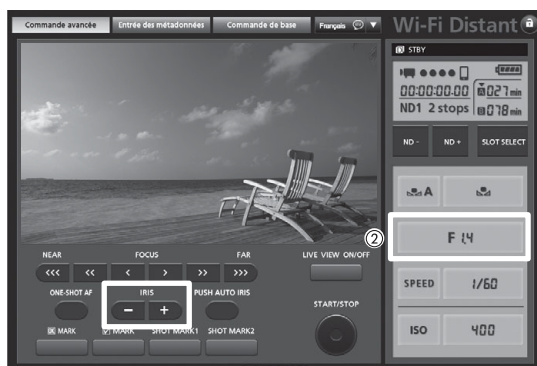 Commande avancée
Entrée des métadonnées
Commande de base
Français
Wi-Fi Distant
STBY
00:00:00.00
A 027 min
ND1 2 stops
B 078 min
ND -
ND +
SLOT SELECT
A
②
F 1,4
NEAR
FOCUS
FAR
LIVE VIEW ON/OFF
<<<
<<
<
>
>>
>>>
SPEED
1/60
ONE-SHOT AF
IRIS
PUSH AUTO IRIS
−
+
START/STOP
ISO
400
MARK
MARK
SHOT MARK1
SHOT MARK2